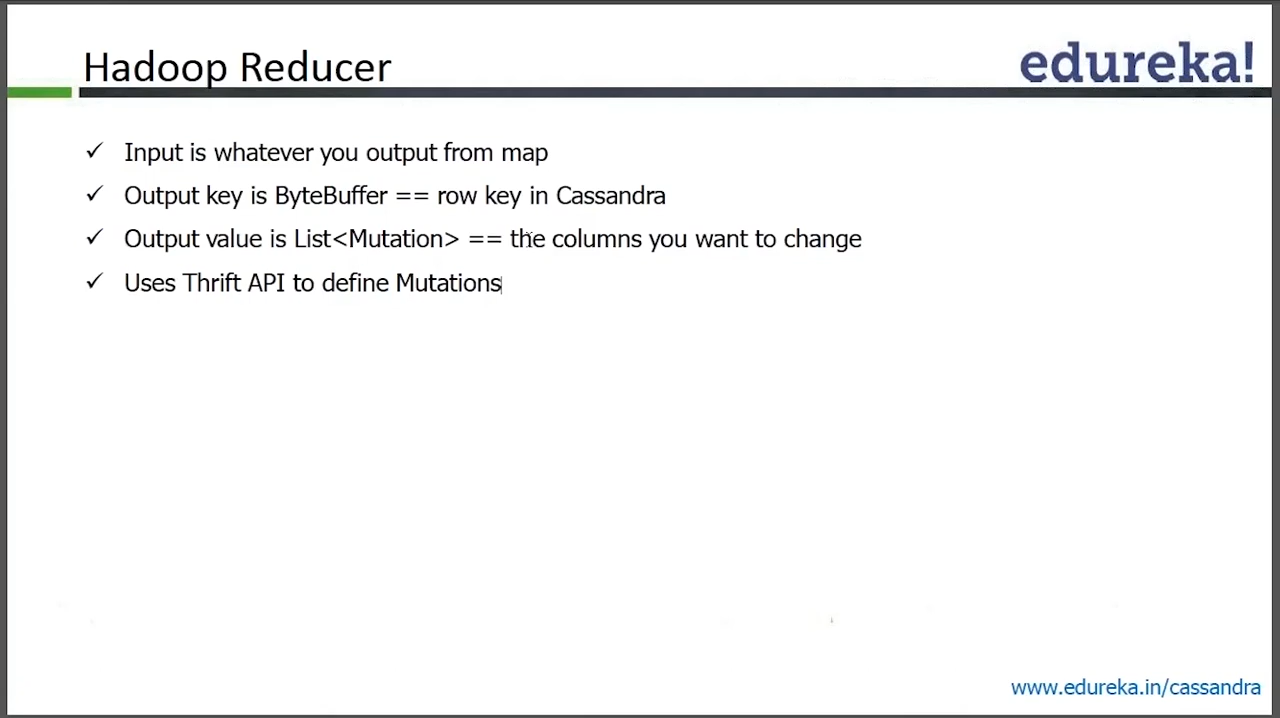 Hadoop Reducer
edureka!
✓ Input is whatever you output from map
✓ Output key is ByteBuffer == row key in Cassandra
✓ Output value is List<Mutation> == the columns you want to change
✓ Uses Thrift API to define Mutations
www.edureka.in/cassandra